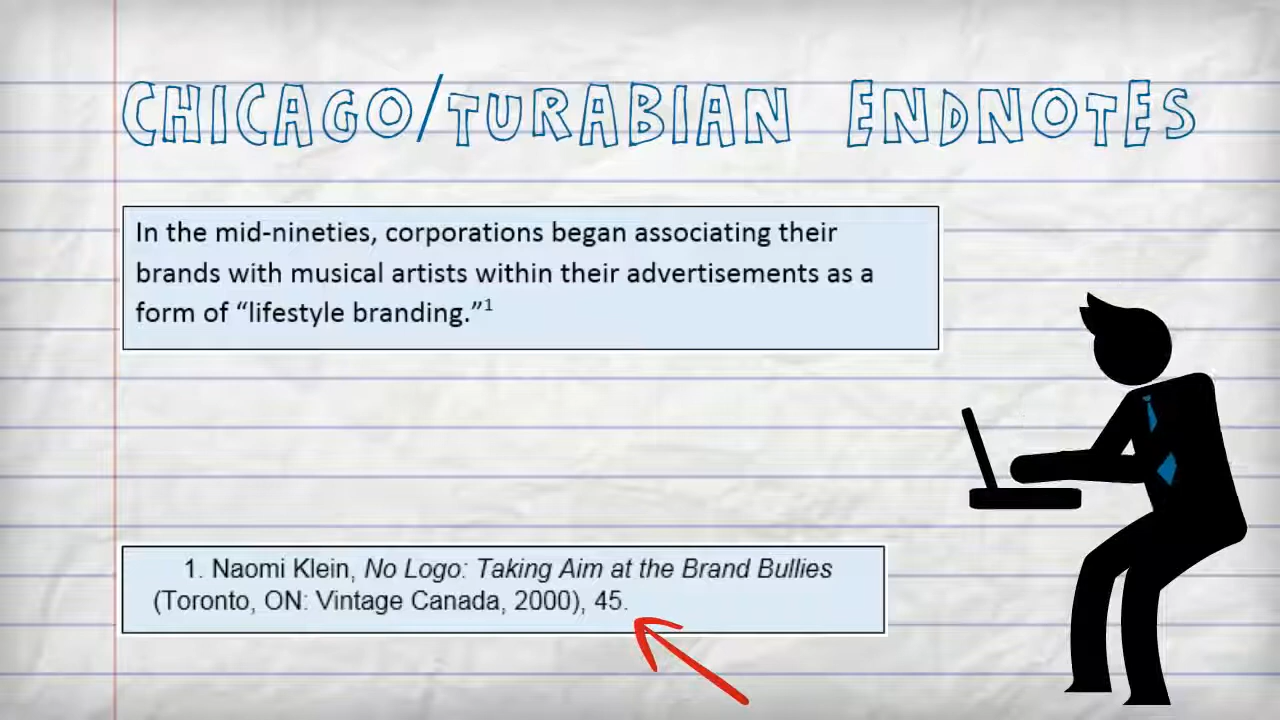 CHICAGO/TURABIAN ENDNOTES
In the mid-nineties, corporations began associating their
brands with musical artists within their advertisements as a
form of “lifestyle branding.”¹
1. Naomi Klein, No Logo: Taking Aim at the Brand Bullies
(Toronto, ON: Vintage Canada, 2000), 45.